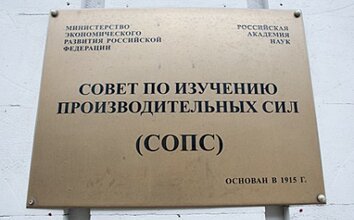 МИНИСТЕРСТВО
ЭКОНОМИЧЕСКОГО
РАЗВИТИЯ РОССИЙСКОЙ
ФЕДЕРАЦИИ
РОССИЙСКАЯ
АКАДЕМИЯ
НАУК
СОВЕТ ПО ИЗУЧЕНИЮ
ПРОИЗВОДИТЕЛЬНЫХ СИЛ
(СОПС)
ОСНОВАН В 1915 Г.